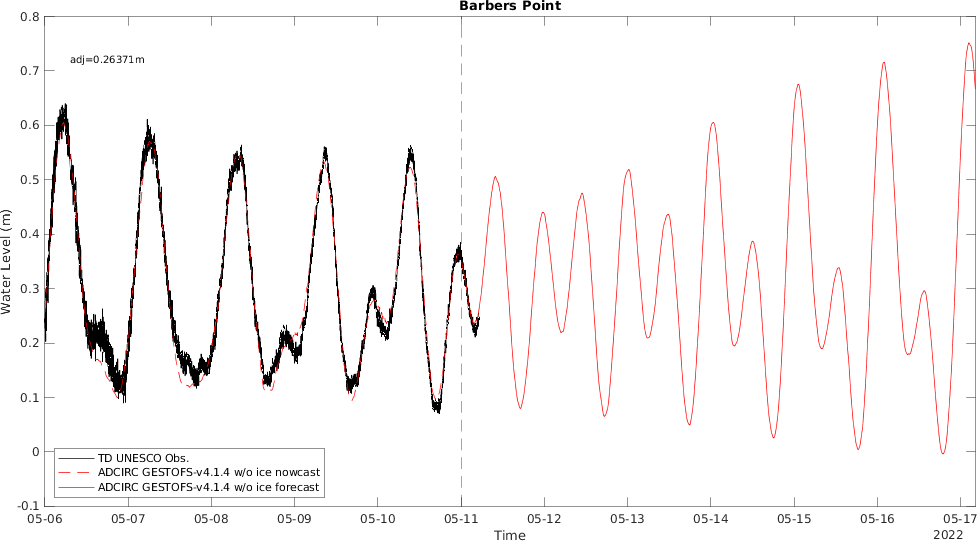 Barbers Point
0.8
0.7
0.6
0.5
0.4
0.3
0.2
0.1
0
-0.1
Water Level (m)
adj=0.26371m
TD UNESCO Obs.
ADCIRC GESTOFS-v4.1.4 w/o ice nowcast
ADCIRC GESTOFS-v4.1.4 w/o ice forecast
05-06 05-07 05-08 05-09 05-10 05-11 05-12 05-13 05-14 05-15 05-16 05-17
Time
2022